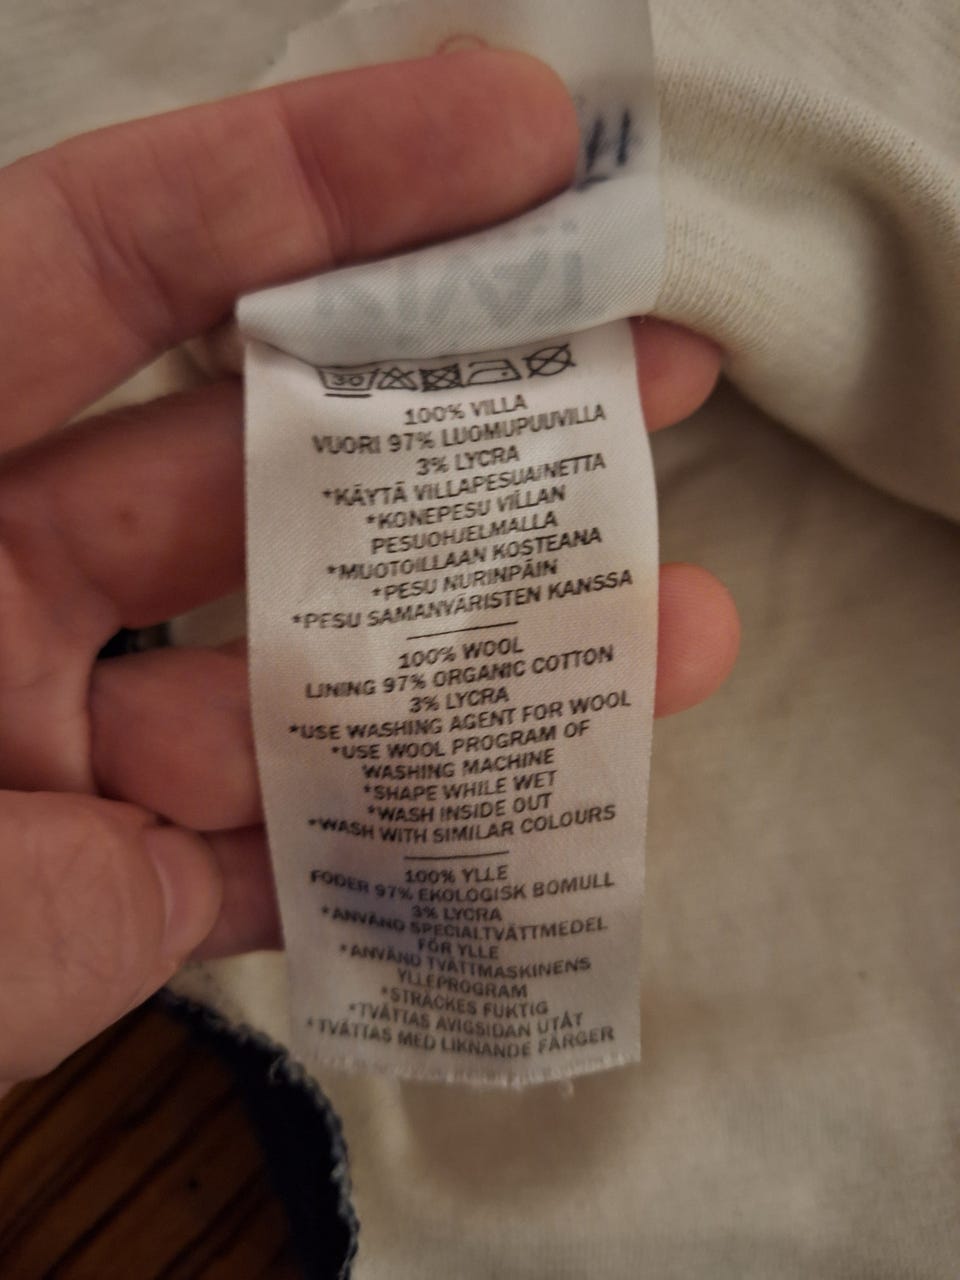 30
100% VILLA
VUORI 97% LUOMUPUUVILLA
3% LYCRA
*KÄYTÄ VILLAPESUAINETTA
*KONEPESU VILLAN
PESUOHJELMALLA
*MUOTOILLAAN KOSTEANA
*PESU NURINPÄIN
*PESU SAMANVÄRISTEN KANSSA
100% WOOL
LINING 97% ORGANIC COTTON
3% LYCRA
*USE WASHING AGENT FOR WOOL
*USE WOOL PROGRAM OF
WASHING MACHINE
*SHAPE WHILE WET
*WASH INSIDE OUT
*WASH WITH SIMILAR COLOURS
100% YLLE
FODER 97% EKOLOGISK BOMULL
3% LYCRA
*ANVÄND SPECIALTVÄTTMEDEL
FÖR YLLE
*ANVÄND TVÄTTMASKINENS
YLLEPROGRAM
*STRÄCKES FUKTIG
*TVÄTTAS AVIGSIDAN UTÅT
*TVÄTTAS MED LIKNANDE FÄRGER